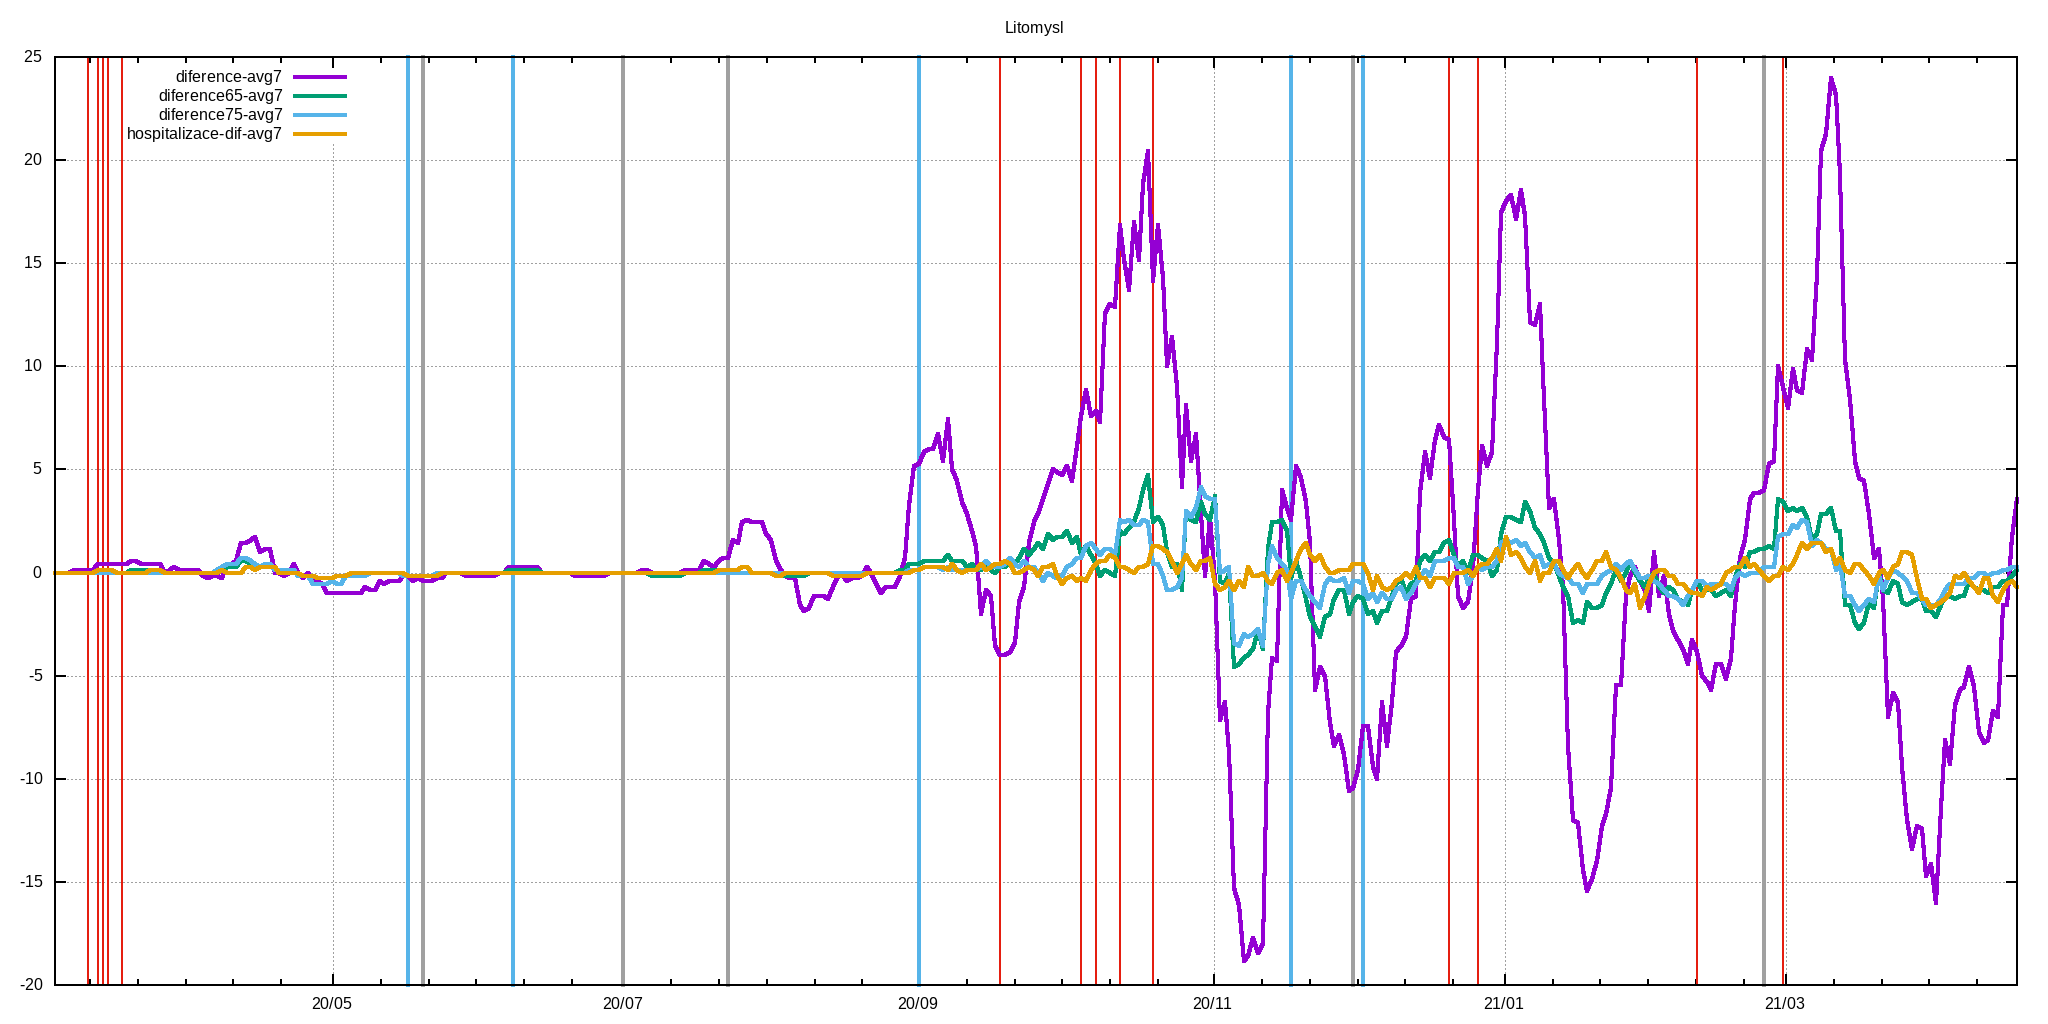 Litomysl
diference-avg7
diference65-avg7
diference75-avg7
hospitalizace-dif-avg7
25
20
15
10
5
0
-5
-10
-15
-20
20/05 20/07 20/09 20/11 21/01 21/03